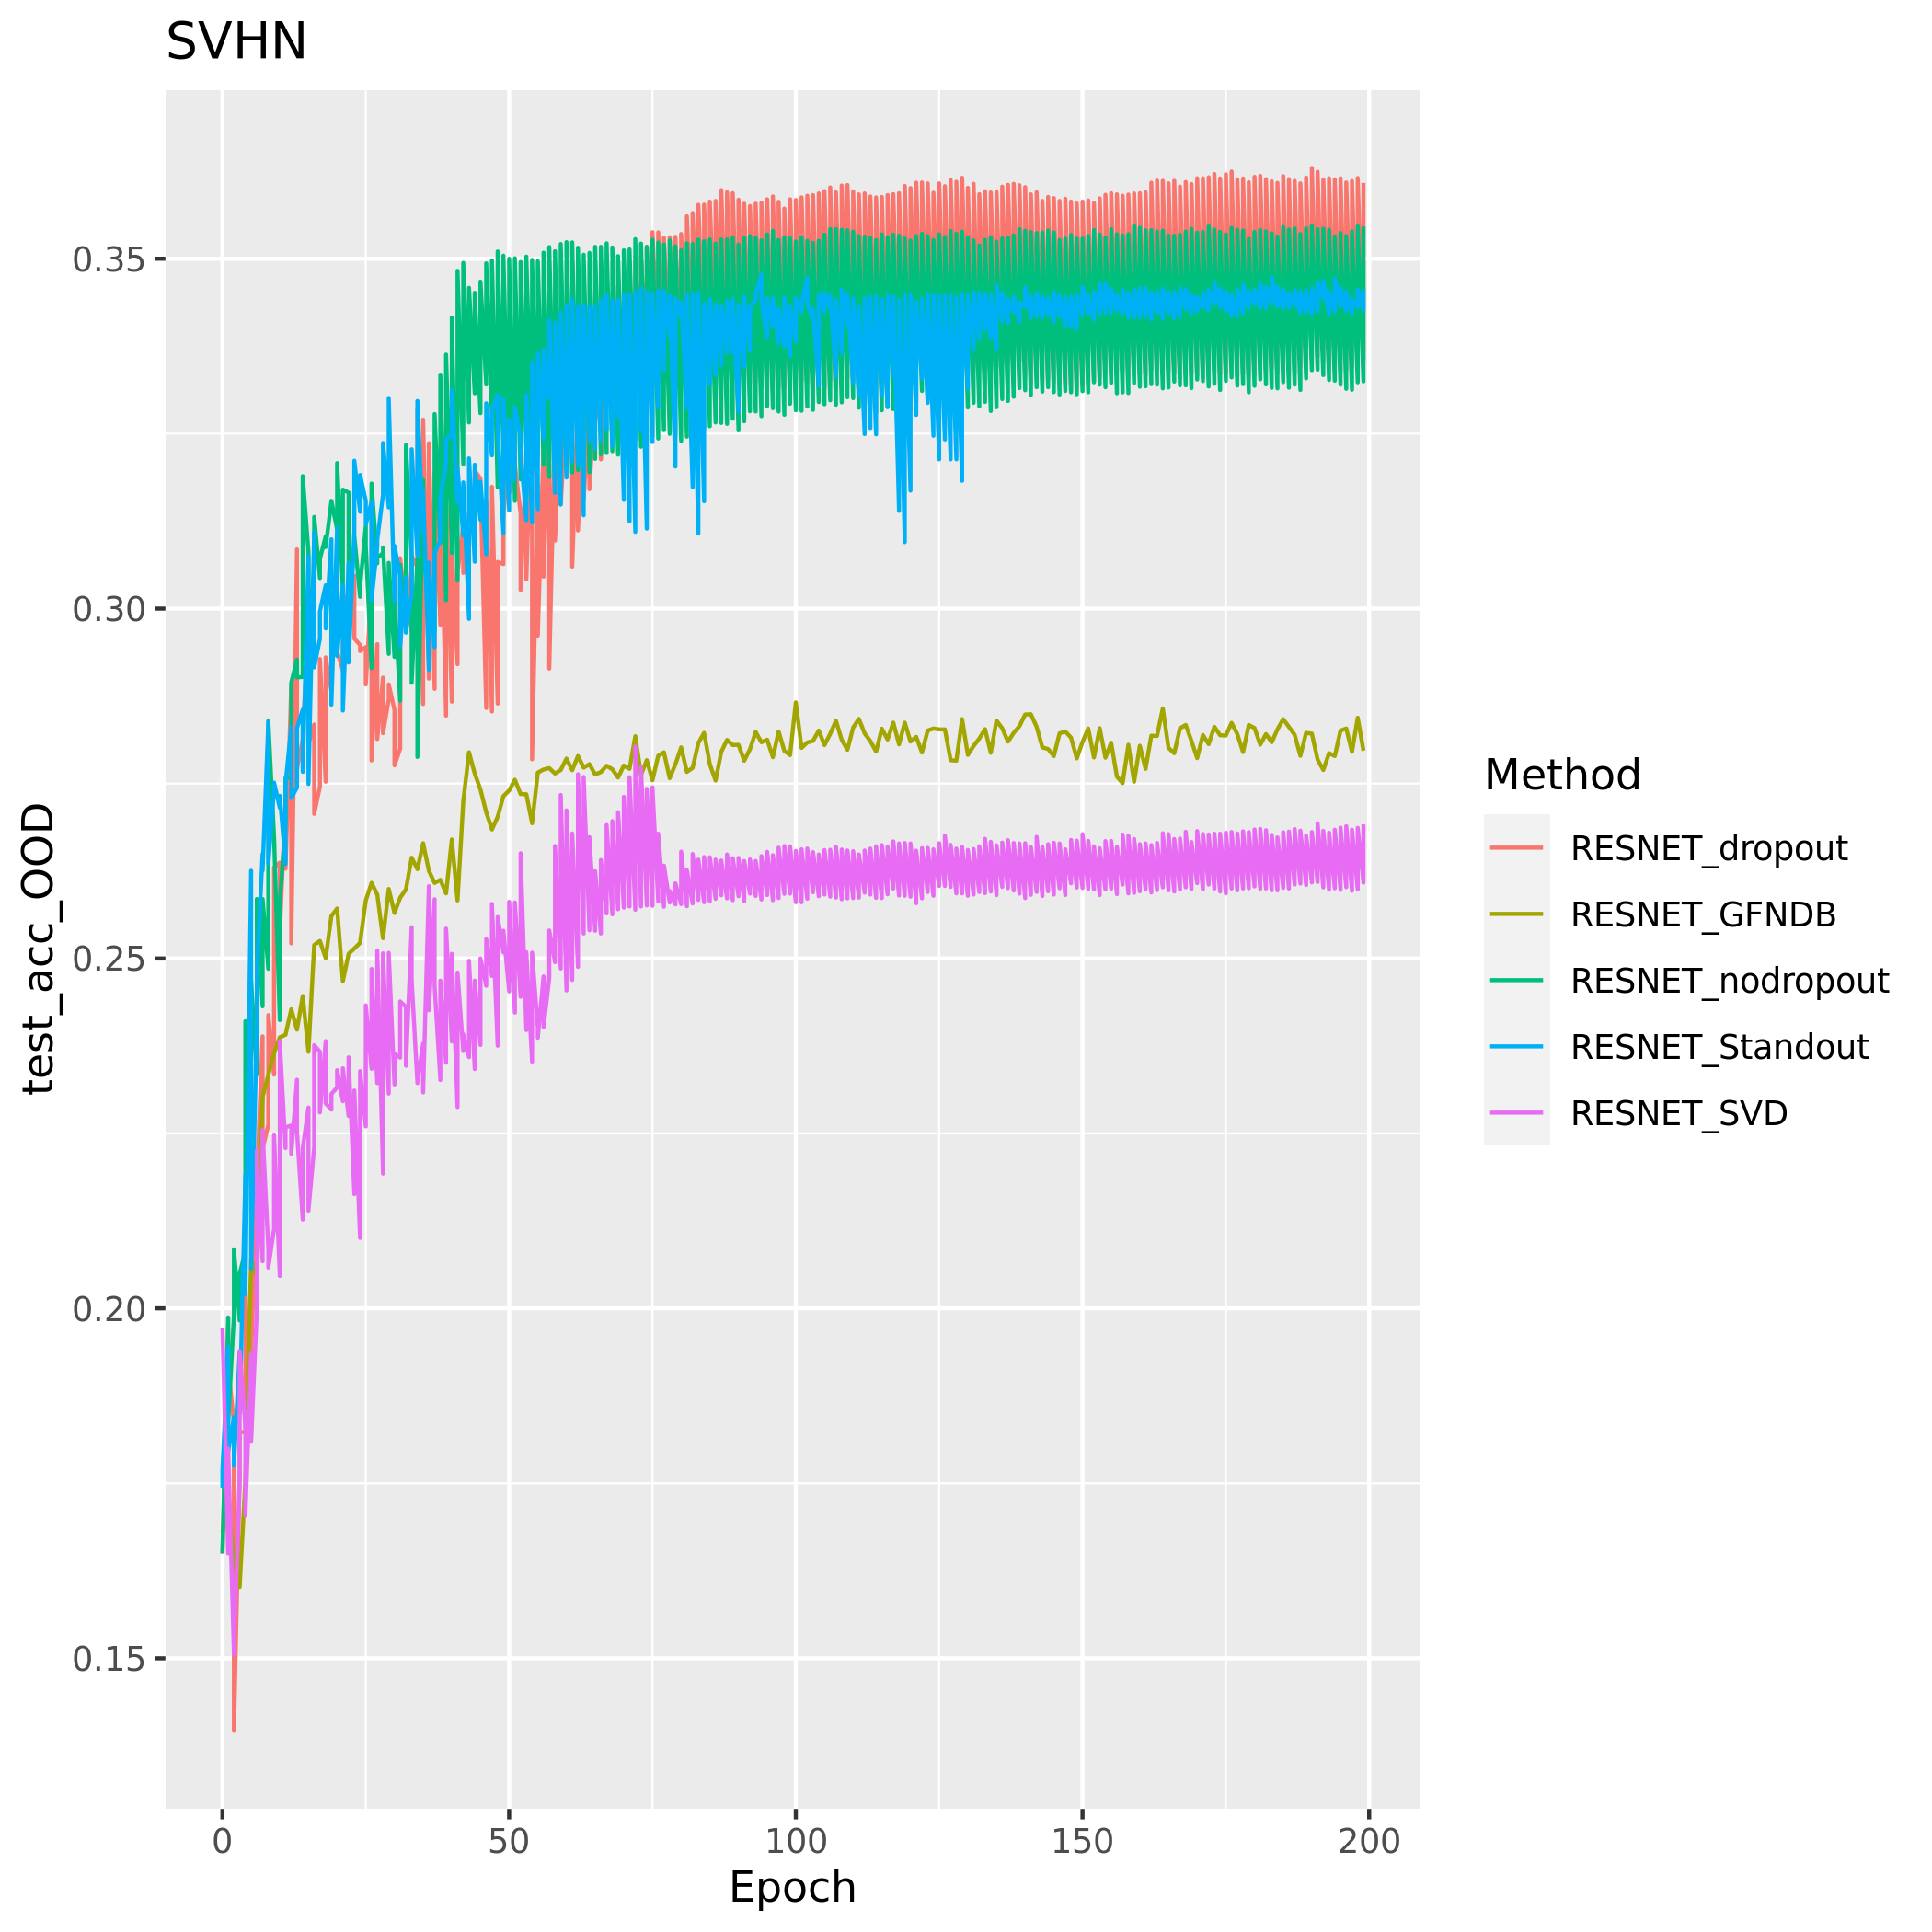 SVHN
test_acc_OOD
0.35
0.30
0.25
0.20
0.15
0
50
100
150
200
Epoch
Method
RESNET_dropout
RESNET_GFNDB
RESNET_nodropout
RESNET_Standout
RESNET_SVD